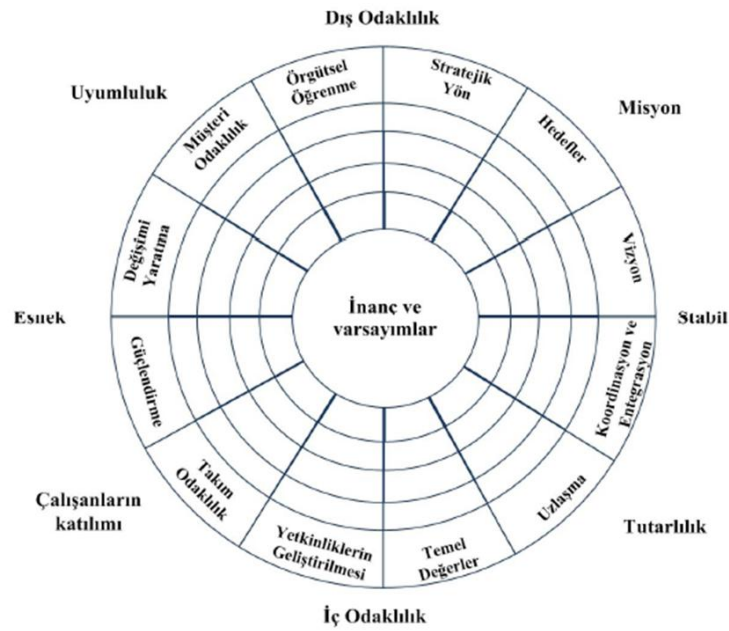 Dış Odaklılık
Uyumluluk
Misyon
Örgütsel
Öğrenme
Stratejik
Yön
Müşteri
Odaklılık
Hedefler
Değişimi
Yaratma
Vizyon
Esnek
İnanç ve
varsayımlar
Stabil
Güçlendirme
Koordinasyon ve
Entegrasyon
Takım
Odaklılık
Uzlaşma
Çalışanların
katılımı
Yetkinliklerin
Geliştirilmesi
Temel
Değerler
Tutarlılık
İç Odaklılık